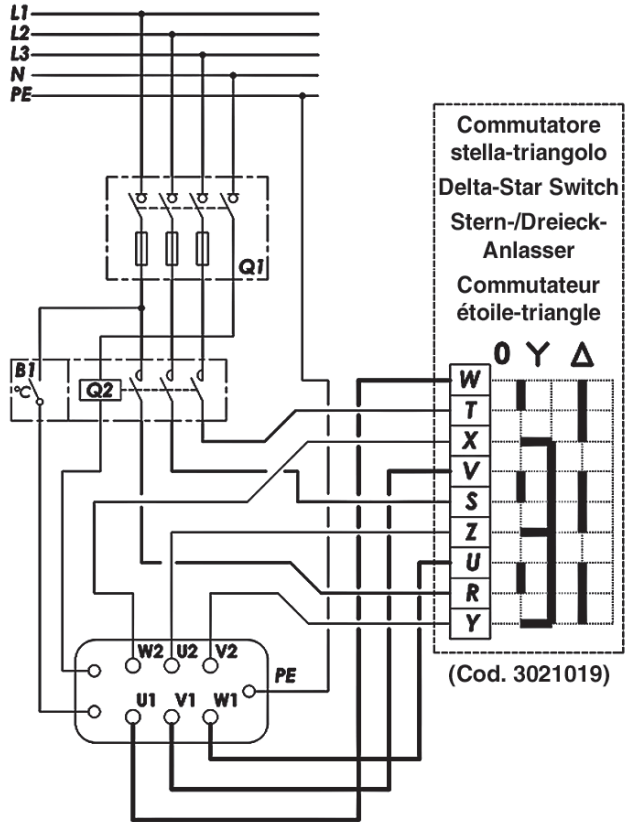 L1
L2
L3
N
PE
Commutatore
stella-triangolo
Delta-Star Switch
Stern-/Dreieck-
Anlasser
Commutateur
étoile-triangle
Q1
0 Y Δ
B1
°C
Q2
W
T
X
V
S
Z
U
R
Y
W2 U2 V2
PE
U1 V1 W1
(Cod. 3021019)